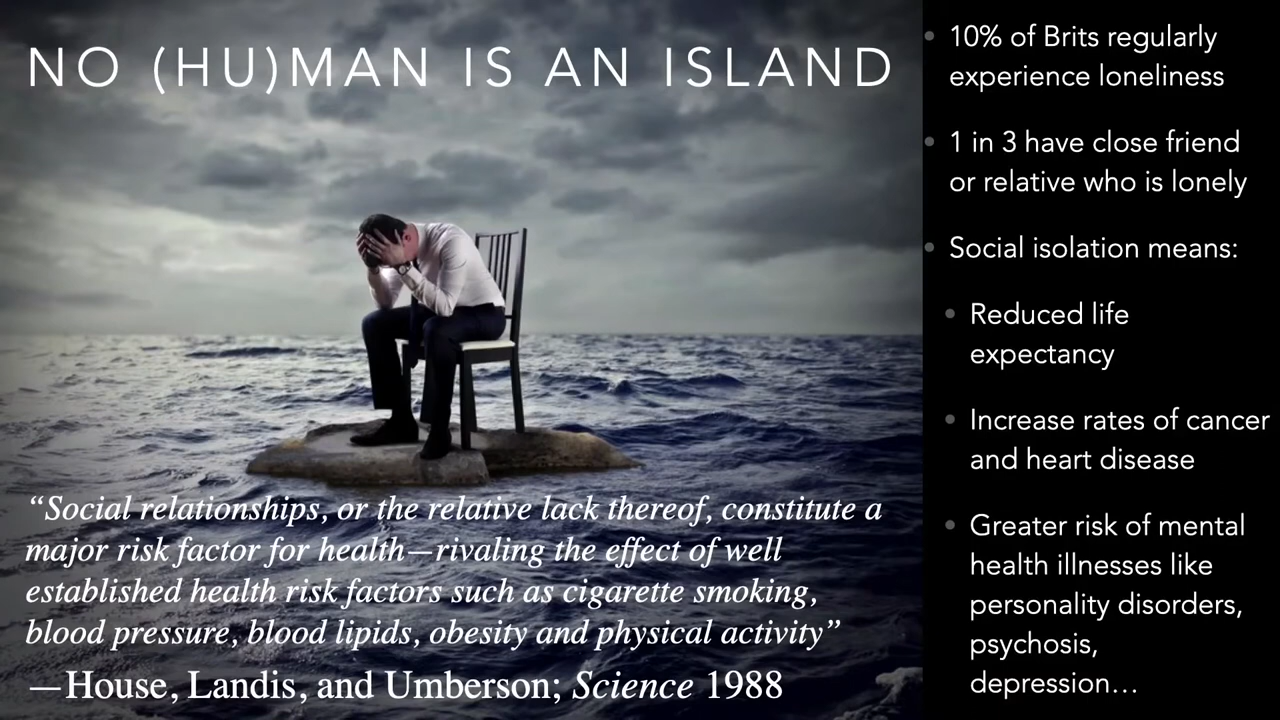 NO (HU)MAN IS AN ISLAND
“Social relationships, or the relative lack thereof, constitute a
major risk factor for health—rivaling the effect of well
established health risk factors such as cigarette smoking,
blood pressure, blood lipids, obesity and physical activity”
—House, Landis, and Umberson; Science 1988
• 10% of Brits regularly
experience loneliness
• 1 in 3 have close friend
or relative who is lonely
• Social isolation means:
• Reduced life
expectancy
• Increase rates of cancer
and heart disease
• Greater risk of mental
health illnesses like
personality disorders,
psychosis,
depression…